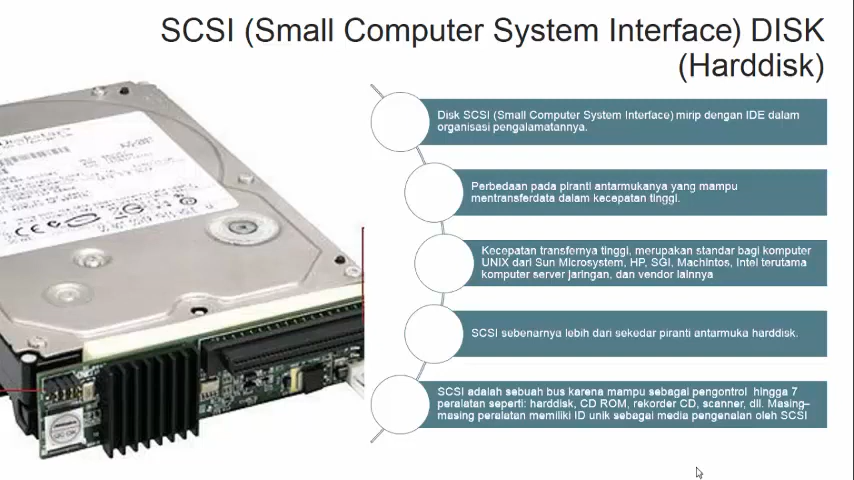 SCSI (Small Computer System Interface) DISK
(Harddisk)
Disk SCSI (Small Computer System Interface) mirip dengan IDE dalam
organisasi pengalamatannya.
Perbedaan pada piranti antarmukanya yang mampu
mentransferdata dalam kecepatan tinggi.
Kecepatan transfernya tinggi, merupakan standar bagi komputer
UNIX dari Sun Microsystem, HP, SGI, Machintos, Intel terutama
komputer server jaringan, dan vendor lainnya
SCSI sebenarnya lebih dari sekedar piranti antarmuka harddisk.
SCSI adalah sebuah bus karena mampu sebagai pengontrol hingga 7
peralatan seperti: harddisk, CD ROM, rekorder CD, scanner, dll. Masing–
masing peralatan memiliki ID unik sebagai media pengenalan oleh SCSI